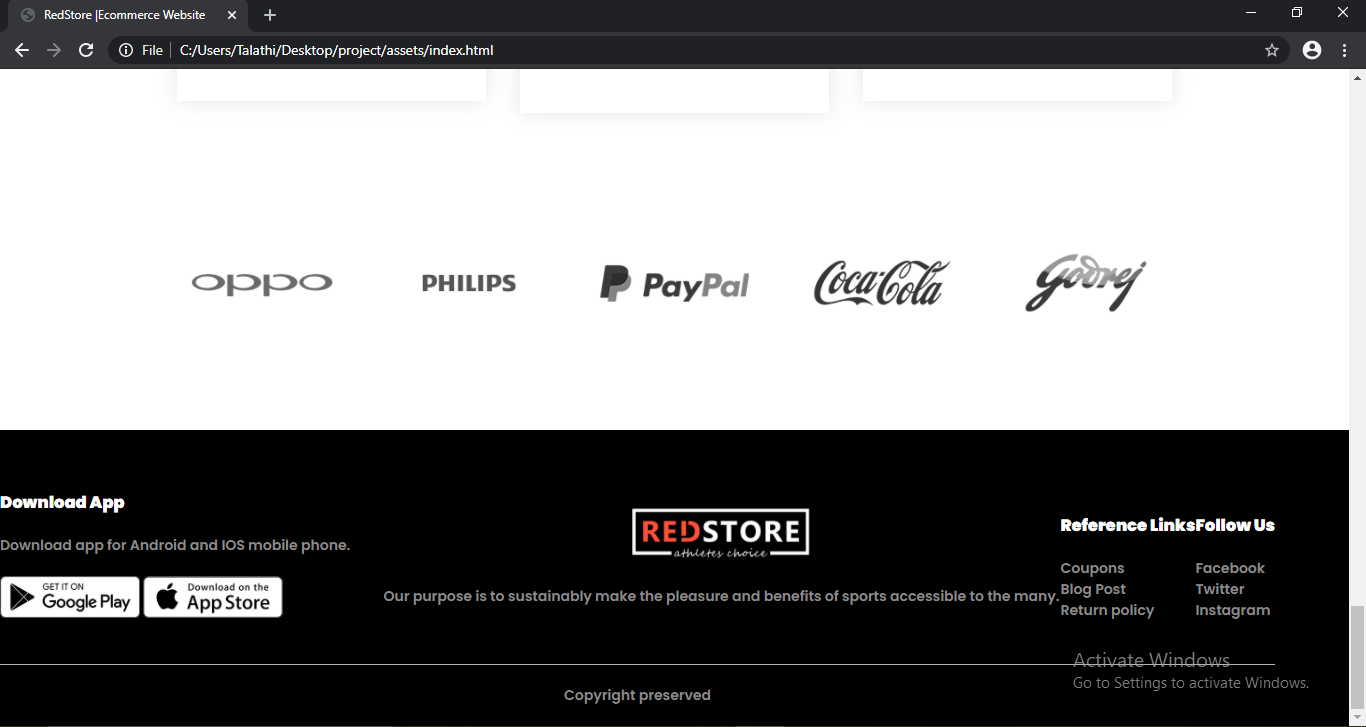 RedStore |Ecommerce Website
File
C:/Users/Talathi/Desktop/project/assets/index.html
oppo
PHILIPS
PayPal
Coca-Cola
Godrej
Download App
Download app for Android and IOS mobile phone.
GET IT ON
Google Play
Download on the
App Store
REDSTORE
athletes choice
Our purpose is to sustainably make the pleasure and benefits of sports accessible to the many.
Reference Links
Coupons
Blog Post
Return policy
Follow Us
Facebook
Twitter
Instagram
Activate Windows
Go to Settings to activate Windows.
Copyright preserved